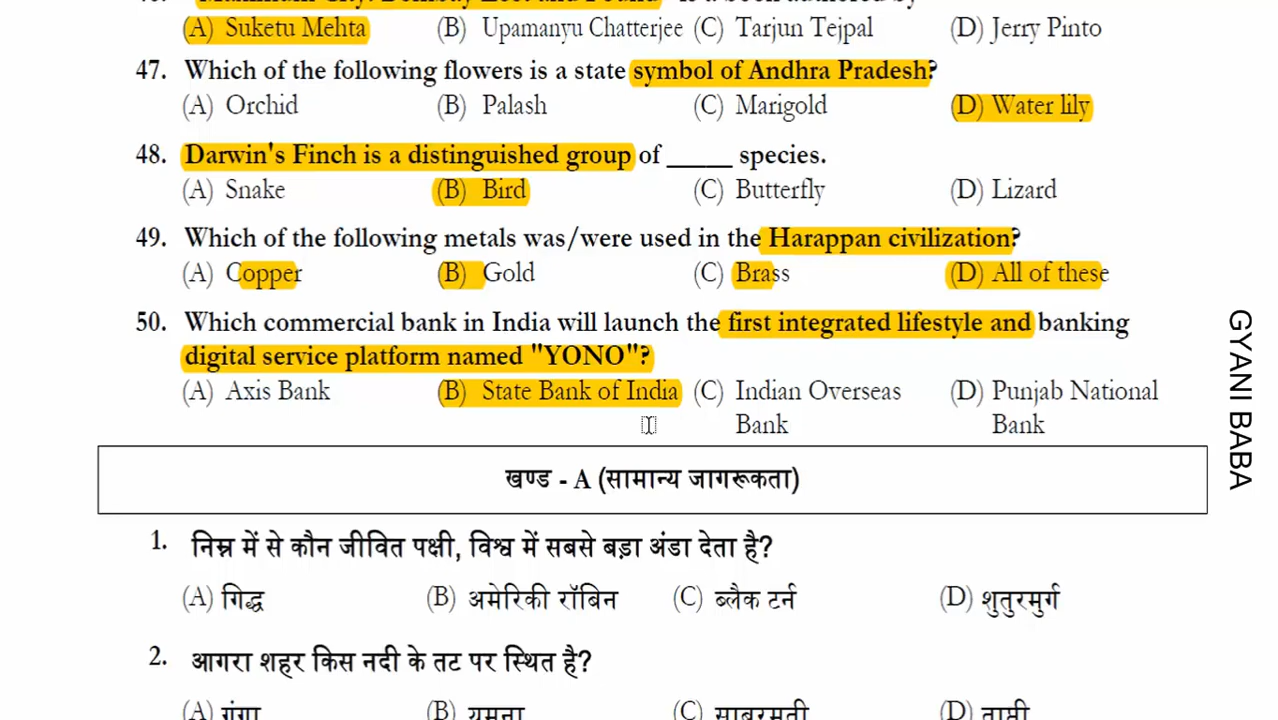 (A) Suketu Mehta (B) Upamanyu Chatterjee (C) Tarjun Tejpal (D) Jerry Pinto
47. Which of the following flowers is a state symbol of Andhra Pradesh?
(A) Orchid (B) Palash (C) Marigold (D) Water lily
48. Darwin's Finch is a distinguished group of _____ species.
(A) Snake (B) Bird (C) Butterfly (D) Lizard
49. Which of the following metals was/were used in the Harappan civilization?
(A) Copper (B) Gold (C) Brass (D) All of these
50. Which commercial bank in India will launch the first integrated lifestyle and banking
digital service platform named "YONO"?
(A) Axis Bank (B) State Bank of India (C) Indian Overseas (D) Punjab National
Bank Bank
GYANI BABA
खण्ड - A (सामान्य जागरूकता)
1. निम्न में से कौन जीवित पक्षी, विश्व में सबसे बड़ा अंडा देता है?
(A) गिद्ध (B) अमेरिकी रॉबिन (C) ब्लैक टर्न (D) शुतुरमुर्ग
2. आगरा शहर किस नदी के तट पर स्थित है?
(A) गंगा (B) यमुना (C) साबरमती (D) ताप्ती